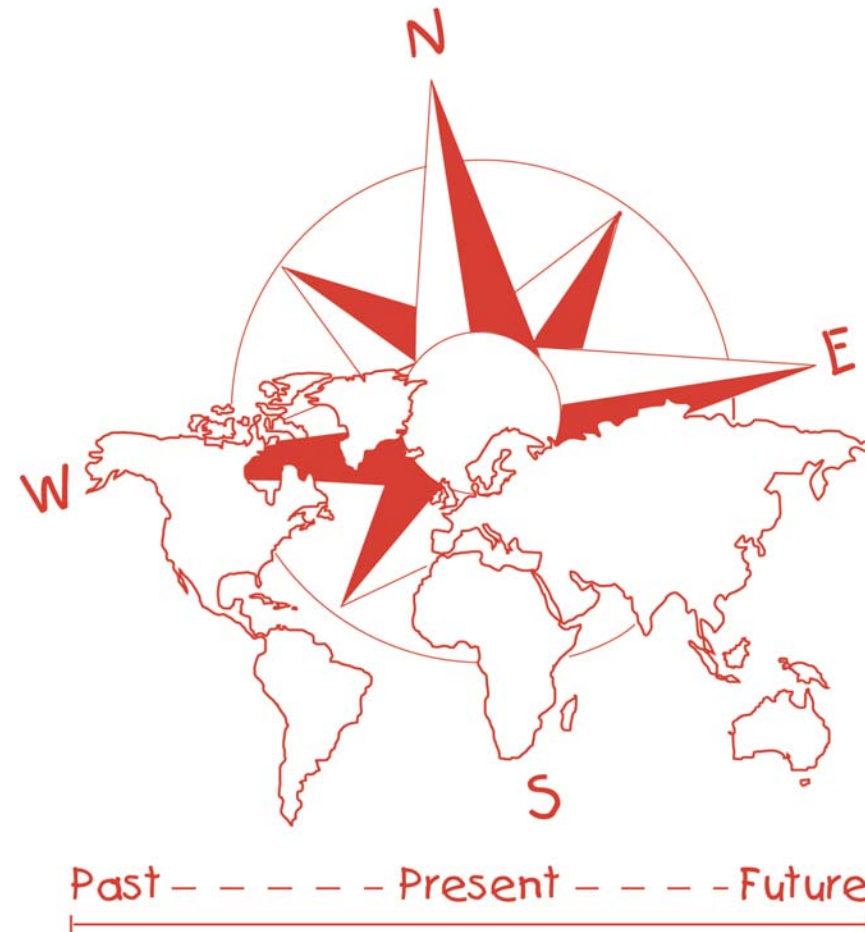 N
E
W
S
Past – – – – – Present – – – – Future